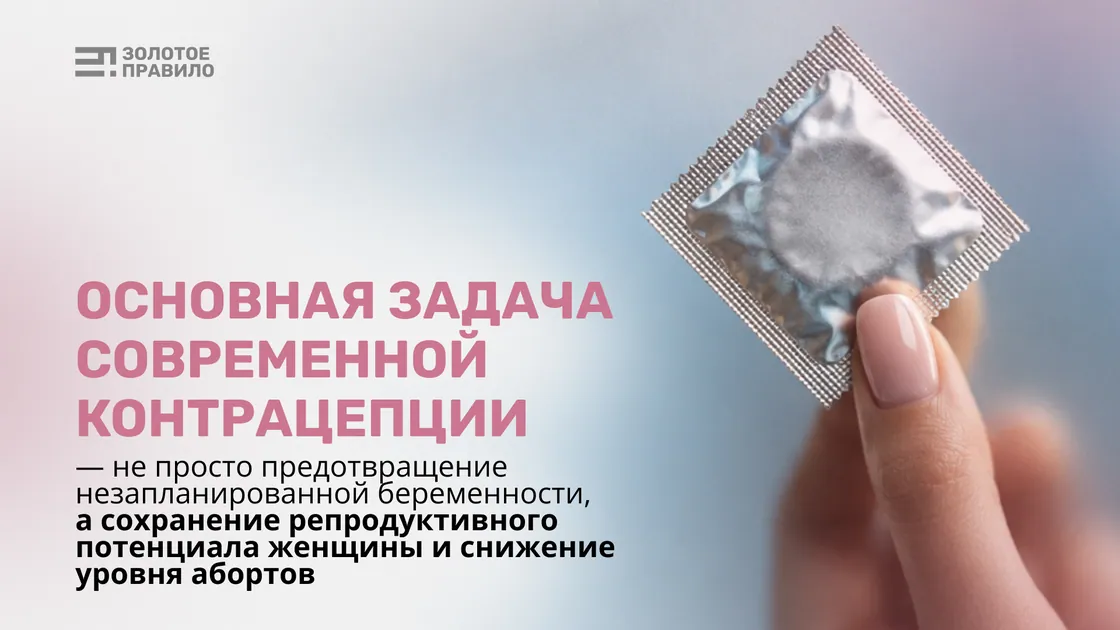 ЗОЛОТОЕ
ПРАВИЛО
ОСНОВНАЯ ЗАДАЧА
СОВРЕМЕННОЙ
КОНТРАЦЕПЦИИ
— не просто предотвращение
незапланированной беременности,
а сохранение репродуктивного
потенциала женщины и снижение
уровня абортов